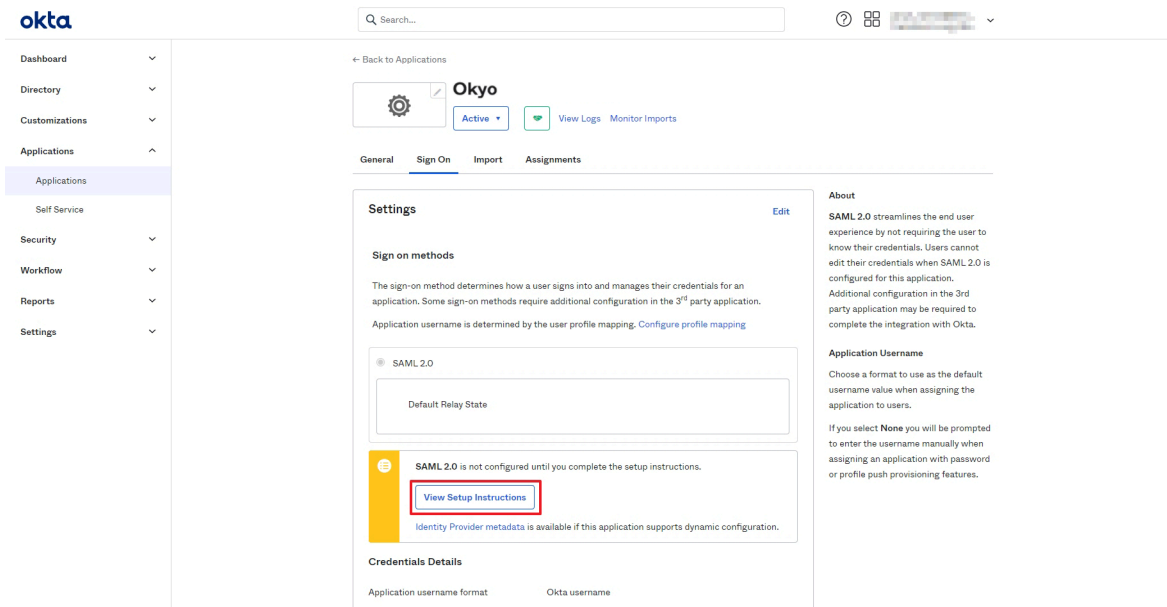 okta
Search...
Dashboard
Directory
Customizations
Applications
Applications
Self Service
Security
Workflow
Reports
Settings
← Back to Applications
Okyo
Active
View Logs
Monitor Imports
General
Sign On
Import
Assignments
Settings
Edit
Sign on methods
The sign-on method determines how a user signs into and manages their credentials for an
application. Some sign-on methods require additional configuration in the 3rd party application.
Application username is determined by the user profile mapping. Configure profile mapping
SAML 2.0
Default Relay State
SAML 2.0 is not configured until you complete the setup instructions.
View Setup Instructions
Identity Provider metadata is available if this application supports dynamic configuration.
Credentials Details
Application username format
Okta username
About
SAML 2.0 streamlines the end user
experience by not requiring the user to
know their credentials. Users cannot
edit their credentials when SAML 2.0 is
configured for this application.
Additional configuration in the 3rd
party application may be required to
complete the integration with Okta.
Application Username
Choose a format to use as the default
username value when assigning the
application to users.
If you select None you will be prompted
to enter the username manually when
assigning an application with password
or profile push provisioning features.